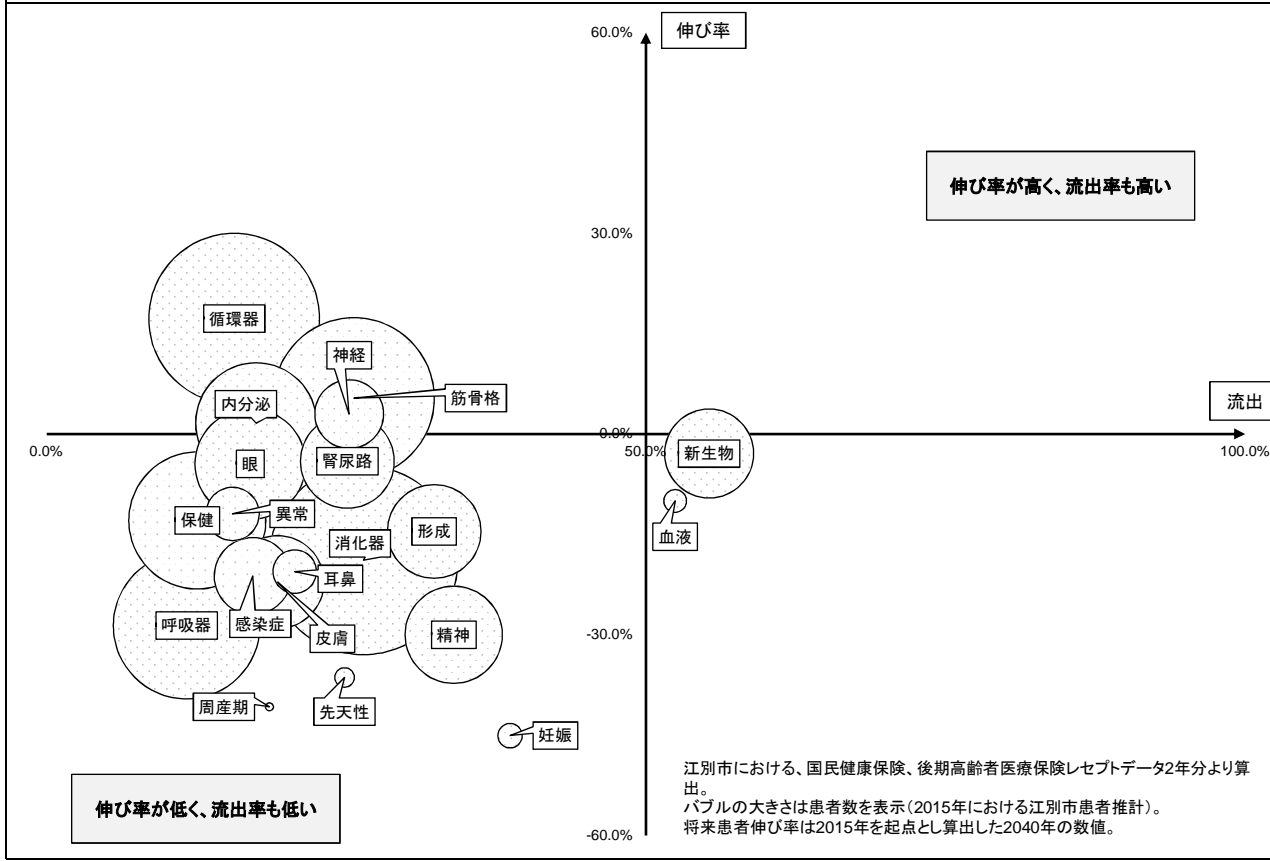 60.0%
伸び率
伸び率が高く、流出率も高い
30.0%
循環器
神経
筋骨格
内分泌
流出
0.0%
0.0%
50.0%
100.0%
眼
腎尿路
新生物
保健
異常
形成
血液
消化器
耳鼻
呼吸器
感染症
皮膚
精神
-30.0%
周産期
先天性
妊娠
伸び率が低く、流出率も低い
江別市における、国民健康保険、後期高齢者医療保険レセプトデータ2年分より算
出。
バブルの大きさは患者数を表示（2015年における江別市患者推計）。
将来患者伸び率は2015年を起点とし算出した2040年の数値。
-60.0%